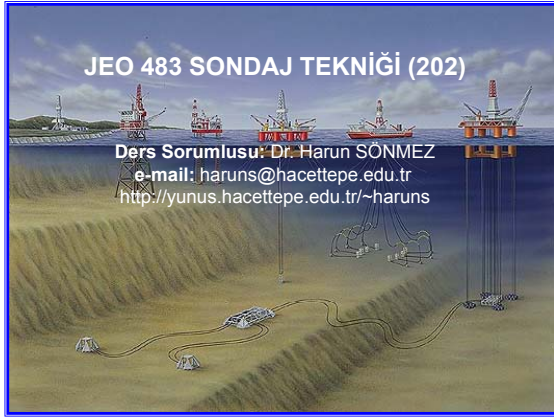 JEO 483 SONDAJ TEKNİĞİ (202)
Ders Sorumlusu: Dr. Harun SÖNMEZ
e-mail: haruns@hacettepe.edu.tr
http://yunus.hacettepe.edu.tr/~haruns